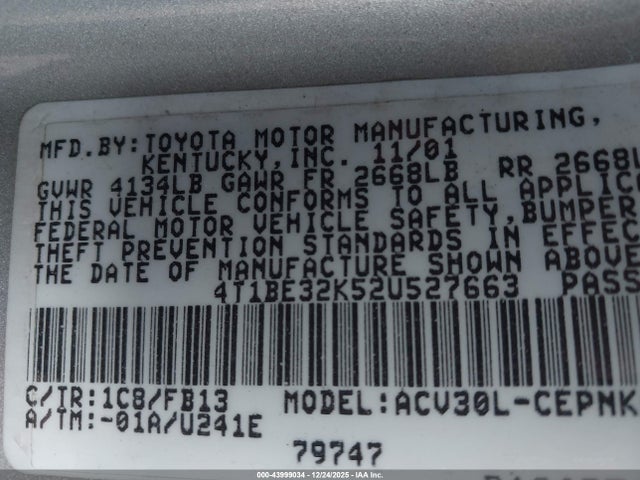 MFD.BY:TOYOTA MOTOR MANUFACTURING,
KENTUCKY,INC. 11/01
GVWR 4134LB GAWR FR 2668LB RR 2668L
THIS VEHICLE CONFORMS TO ALL APPLIC
FEDERAL MOTOR VEHICLE SAFETY,BUMPER
THEFT PREVENTION STANDARDS IN EFFEC
THE DATE OF MANUFACTURE SHOWN ABOVE
4T1BE32K52U527663 PASS
C/TR:1C8/FB13 MODEL:ACV30L-CEPNK
A/TM:-01A/U241E
79747
000-43999034 - 12/24/2025 - IAA Inc.